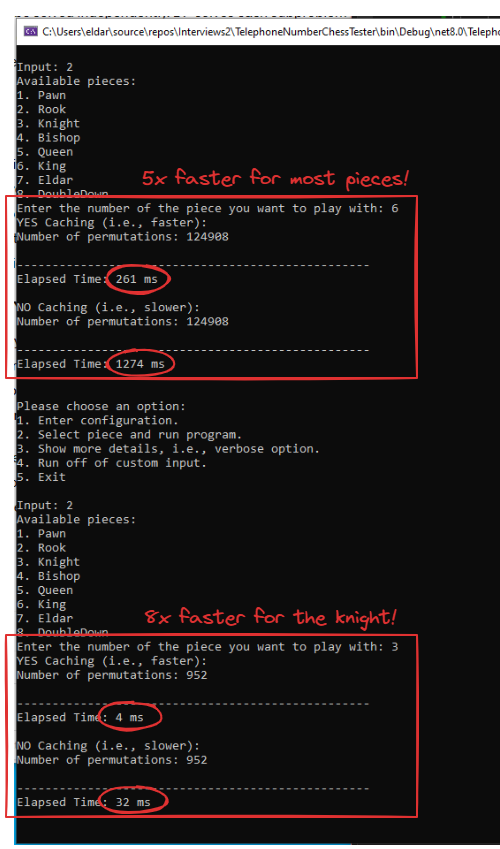 C:\Users\eldar\source\repos\Interviews2\TelephoneNumberChessTester\bin\Debug\net8.0\Telepho
Input: 2
Available pieces:
1. Pawn
2. Rook
3. Knight
4. Bishop
5. Queen
6. King
7. Eldar
5x faster for most pieces!
8. DoubleDown
Enter the number of the piece you want to play with: 6
YES Caching (i.e., faster):
Number of permutations: 124908
--------------------------------------------------
Elapsed Time: 261 ms
NO Caching (i.e., slower):
Number of permutations: 124908
--------------------------------------------------
Elapsed Time: 1274 ms
Please choose an option:
1. Enter configuration.
2. Select piece and run program.
3. Show more details, i.e., verbose option.
4. Run off of custom input.
5. Exit
Input: 2
Available pieces:
1. Pawn
2. Rook
3. Knight
4. Bishop
5. Queen
6. King
7. Eldar
8x faster for the knight!
8. DoubleDown
Enter the number of the piece you want to play with: 3
YES Caching (i.e., faster):
Number of permutations: 952
--------------------------------------------------
Elapsed Time: 4 ms
NO Caching (i.e., slower):
Number of permutations: 952
--------------------------------------------------
Elapsed Time: 32 ms